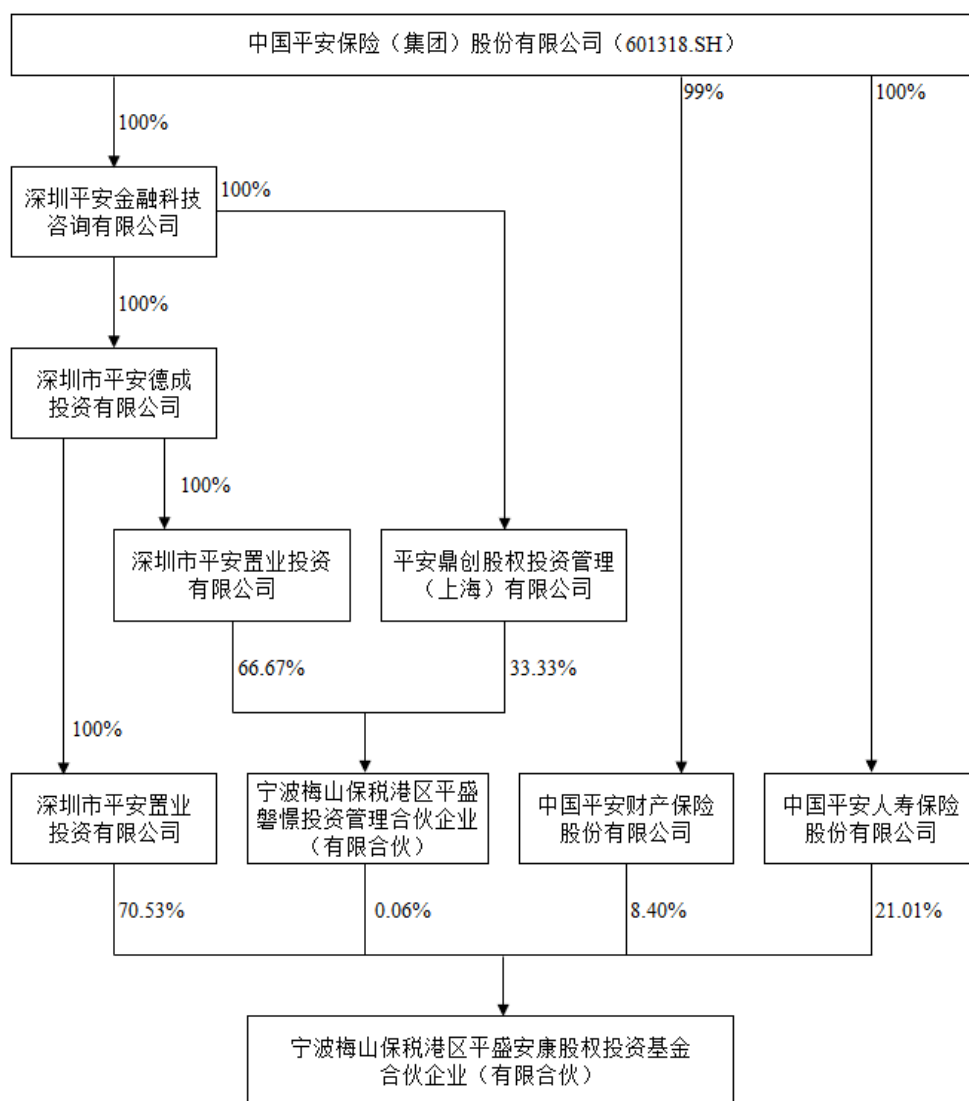 中国平安保险（集团）股份有限公司（601318.SH）
99%
100%
100%
深圳平安金融科技
咨询有限公司
100%
100%
深圳市平安德成
投资有限公司
100%
深圳市平安置业投资
有限公司
平安鼎创股权投资管理
（上海）有限公司
66.67%
33.33%
100%
深圳市平安置业
投资有限公司
宁波梅山保税港区平盛
磐憬投资管理合伙企业
（有限合伙）
中国平安财产保险
股份有限公司
中国平安人寿保险
股份有限公司
70.53%
0.06%
8.40%
21.01%
宁波梅山保税港区平盛安康股权投资基金
合伙企业（有限合伙）